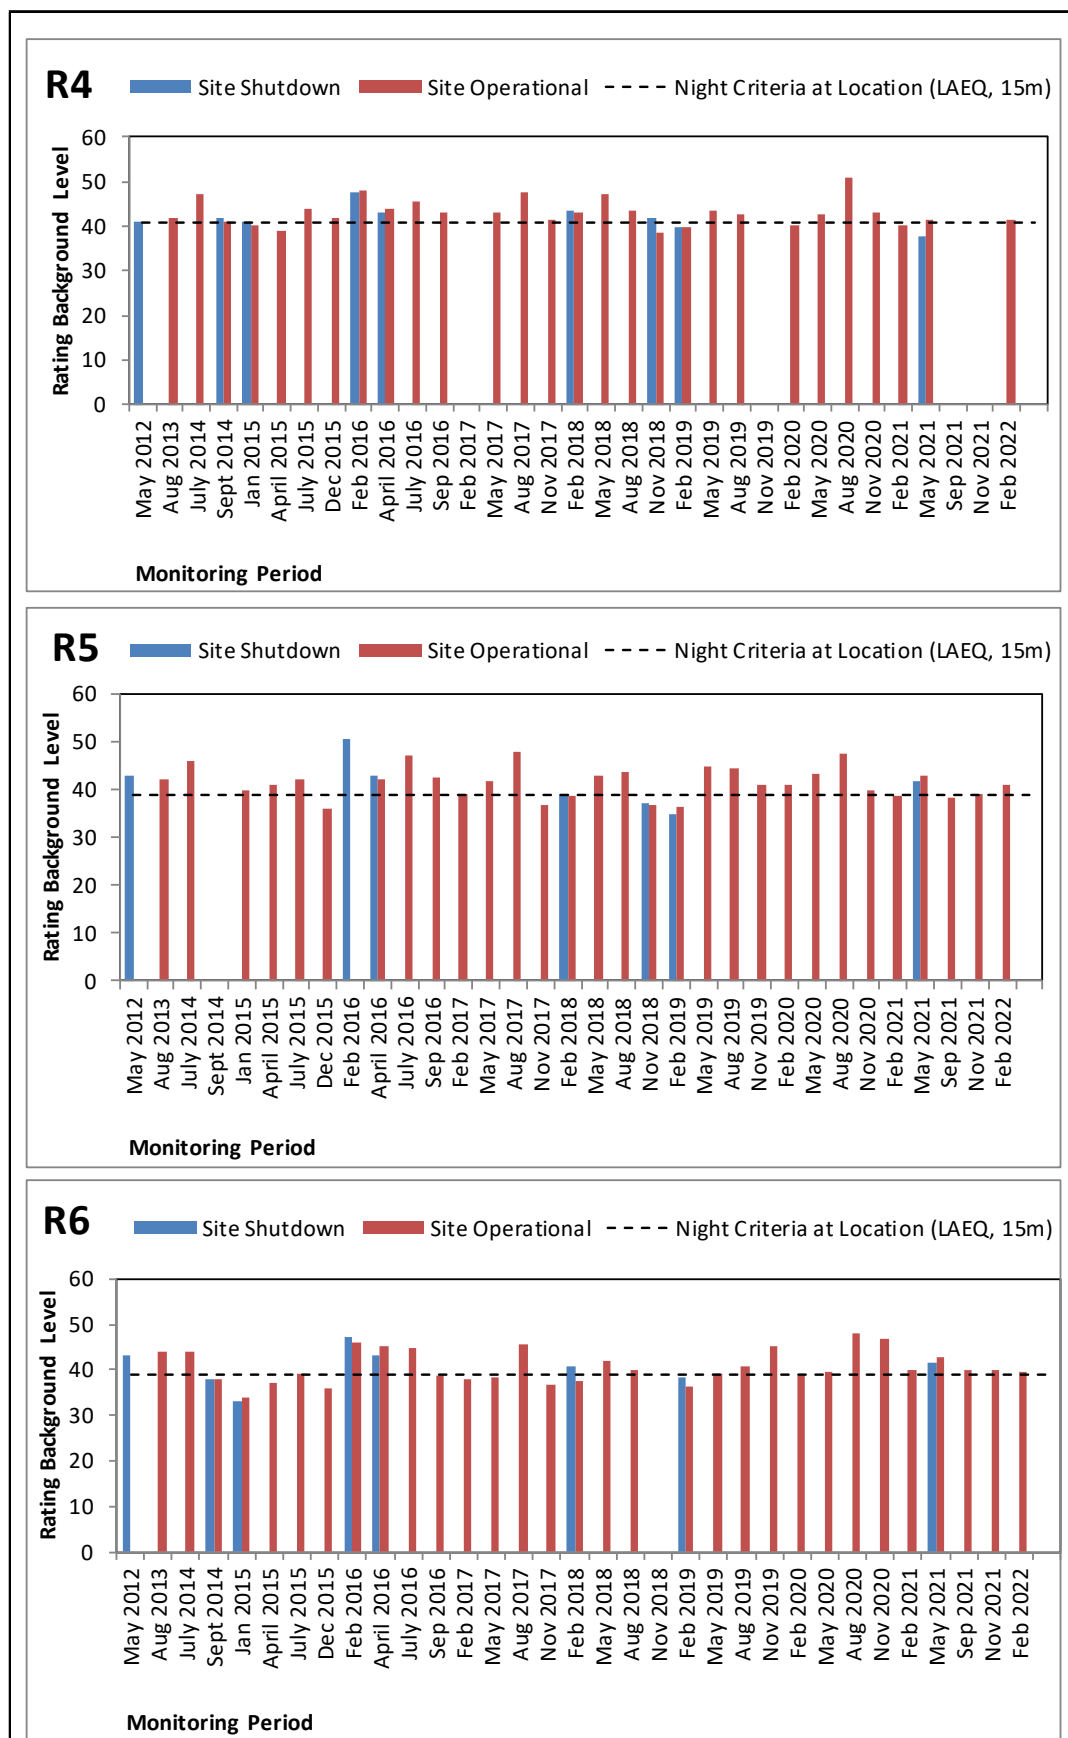 R4 Site Shutdown Site Operational Night Criteria at Location (LAEQ, 15m)
Rating Background Level
60
50
40
30
20
10
0
May 2012
Aug 2013
July 2014
Sept 2014
Jan 2015
April 2015
July 2015
Dec 2015
Feb 2016
April 2016
July 2016
Sep 2016
Feb 2017
May 2017
Aug 2017
Nov 2017
Feb 2018
May 2018
Aug 2018
Nov 2018
Feb 2019
May 2019
Aug 2019
Nov 2019
Feb 2020
May 2020
Aug 2020
Nov 2020
Feb 2021
May 2021
Sep 2021
Nov 2021
Feb 2022
Monitoring Period
R5 Site Shutdown Site Operational Night Criteria at Location (LAEQ, 15m)
Rating Background Level
60
50
40
30
20
10
0
May 2012
Aug 2013
July 2014
Sept 2014
Jan 2015
April 2015
July 2015
Dec 2015
Feb 2016
April 2016
July 2016
Sep 2016
Feb 2017
May 2017
Aug 2017
Nov 2017
Feb 2018
May 2018
Aug 2018
Nov 2018
Feb 2019
May 2019
Aug 2019
Nov 2019
Feb 2020
May 2020
Aug 2020
Nov 2020
Feb 2021
May 2021
Sep 2021
Nov 2021
Feb 2022
Monitoring Period
R6 Site Shutdown Site Operational Night Criteria at Location (LAEQ, 15m)
Rating Background Level
60
50
40
30
20
10
0
May 2012
Aug 2013
July 2014
Sept 2014
Jan 2015
April 2015
July 2015
Dec 2015
Feb 2016
April 2016
July 2016
Sep 2016
Feb 2017
May 2017
Aug 2017
Nov 2017
Feb 2018
May 2018
Aug 2018
Nov 2018
Feb 2019
May 2019
Aug 2019
Nov 2019
Feb 2020
May 2020
Aug 2020
Nov 2020
Feb 2021
May 2021
Sep 2021
Nov 2021
Feb 2022
Monitoring Period